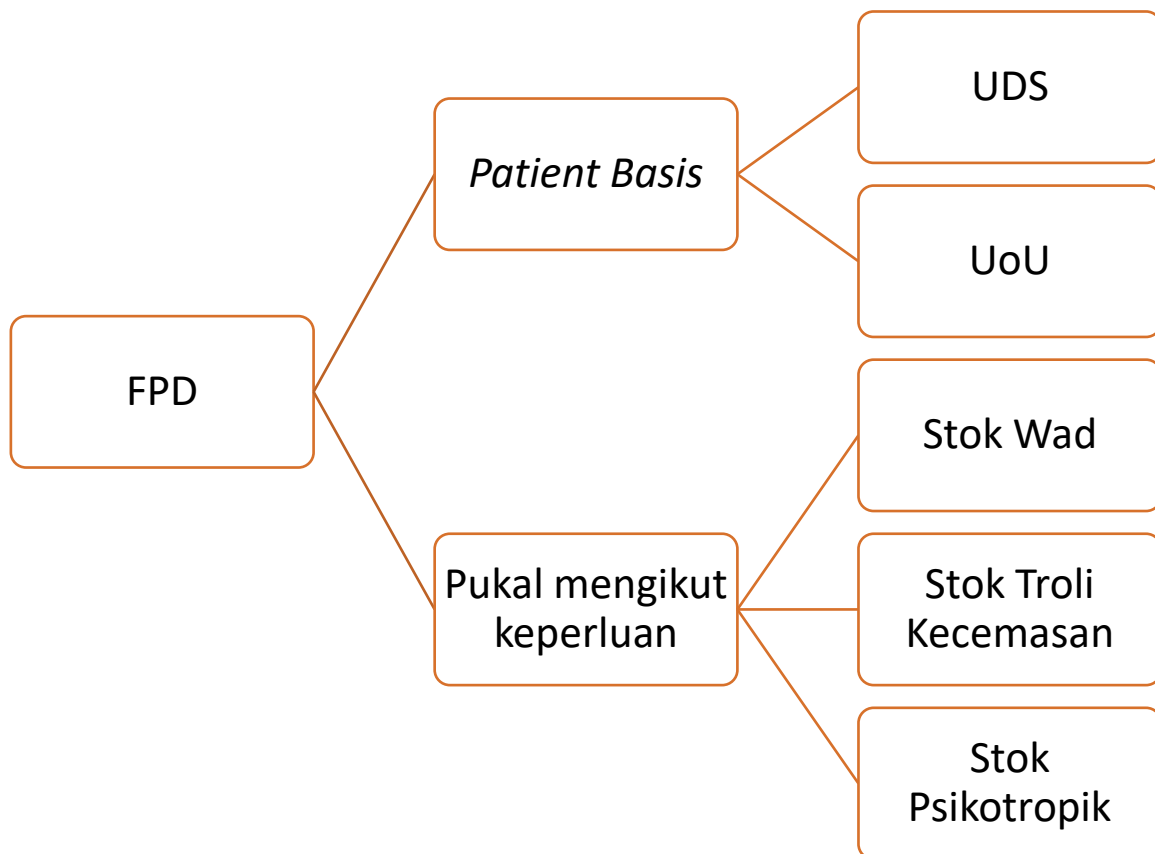 FPD
Patient Basis
UDS
UoU
Pukal mengikut
keperluan
Stok Wad
Stok Troli
Kecemasan
Stok
Psikotropik